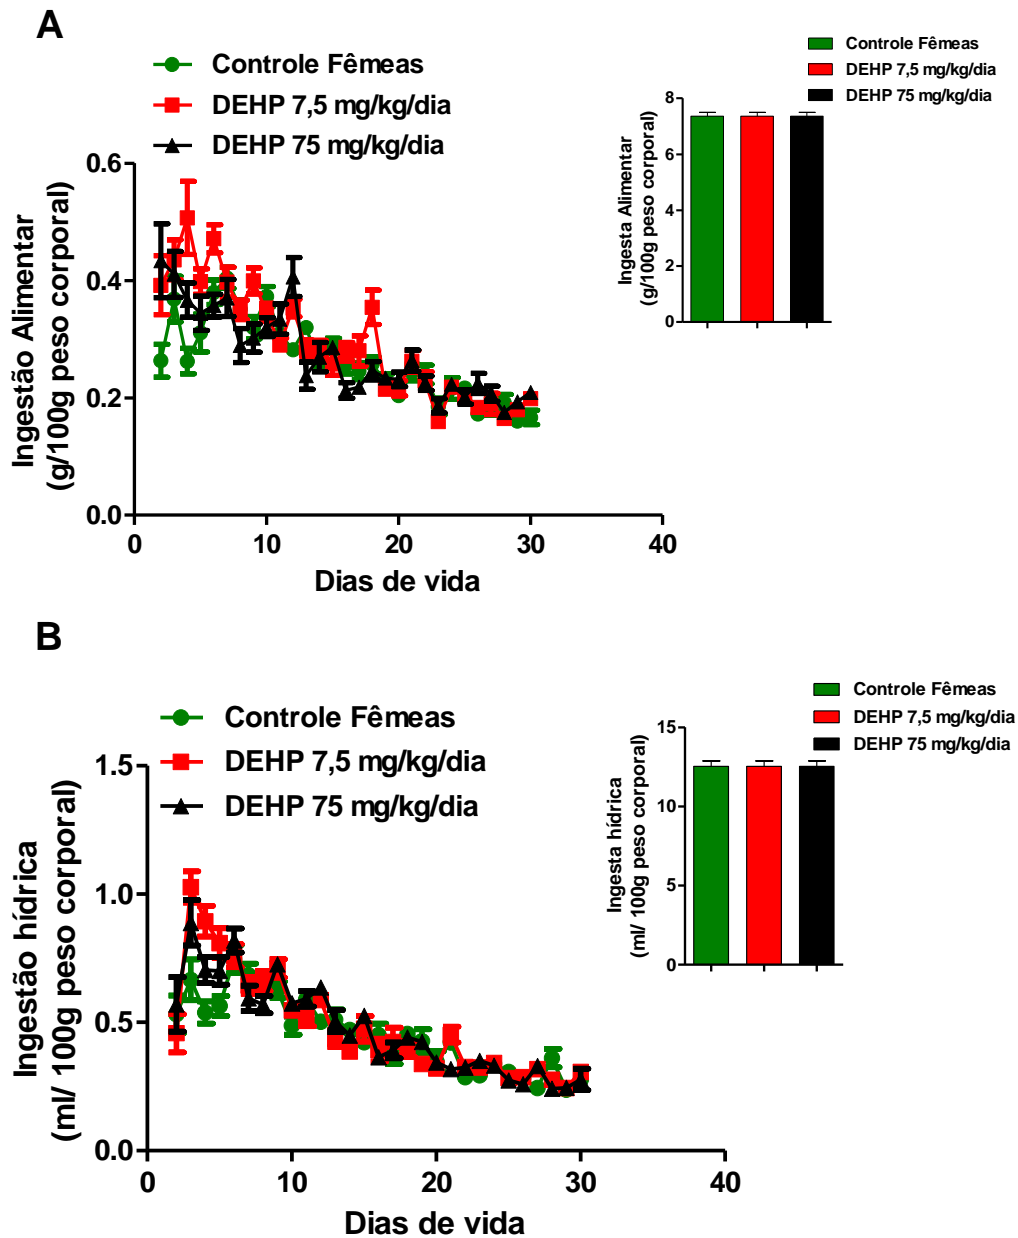 A
Controle Fêmeas
DEHP 7,5 mg/kg/dia
DEHP 75 mg/kg/dia
0.6
0.4
0.2
0.0
Ingestão Alimentar
(g/100g peso corporal)
0 10 20 30 40
Dias de vida
Controle Fêmeas
DEHP 7,5 mg/kg/dia
DEHP 75 mg/kg/dia
8
6
4
2
0
Ingesta Alimentar
(g/100g peso corporal)
B
Controle Fêmeas
DEHP 7,5 mg/kg/dia
DEHP 75 mg/kg/dia
1.5
1.0
0.5
0.0
Ingestão hídrica
(ml/ 100g peso corporal)
0 10 20 30 40
Dias de vida
Controle Fêmeas
DEHP 7,5 mg/kg/dia
DEHP 75 mg/kg/dia
15
10
5
0
Ingesta hídrica
(ml/ 100g peso corporal)